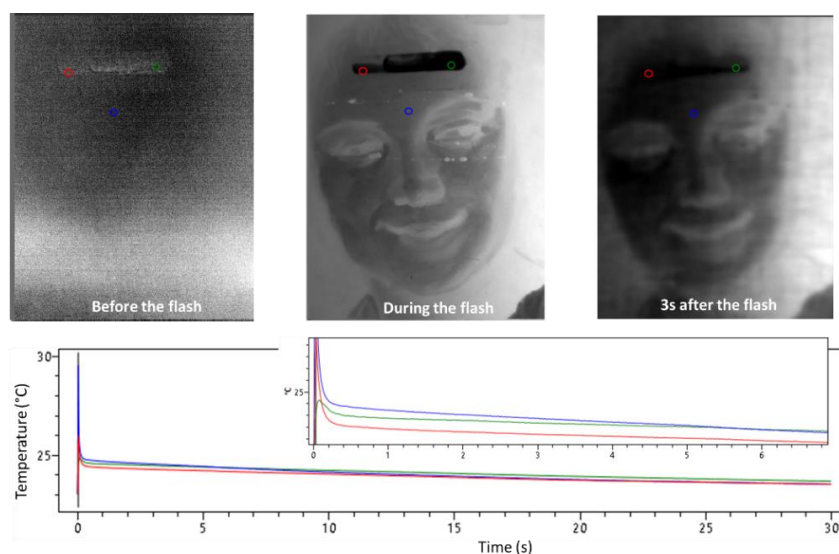 Before the flash
During the flash
3s after the flash
Temperature (°C)
30
25
0
5
10
15
20
25
30
Time (s)
°C
25
0
1
2
3
4
5
6